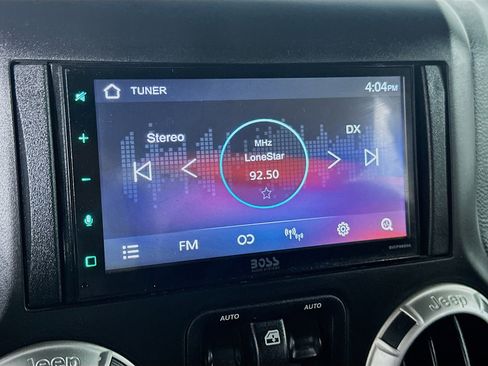 TUNER
4:04PM
Stereo
DX
MHz
LoneStar
92.50
FM
BOSS
AUTO
AUTO
Jeep
Jeep